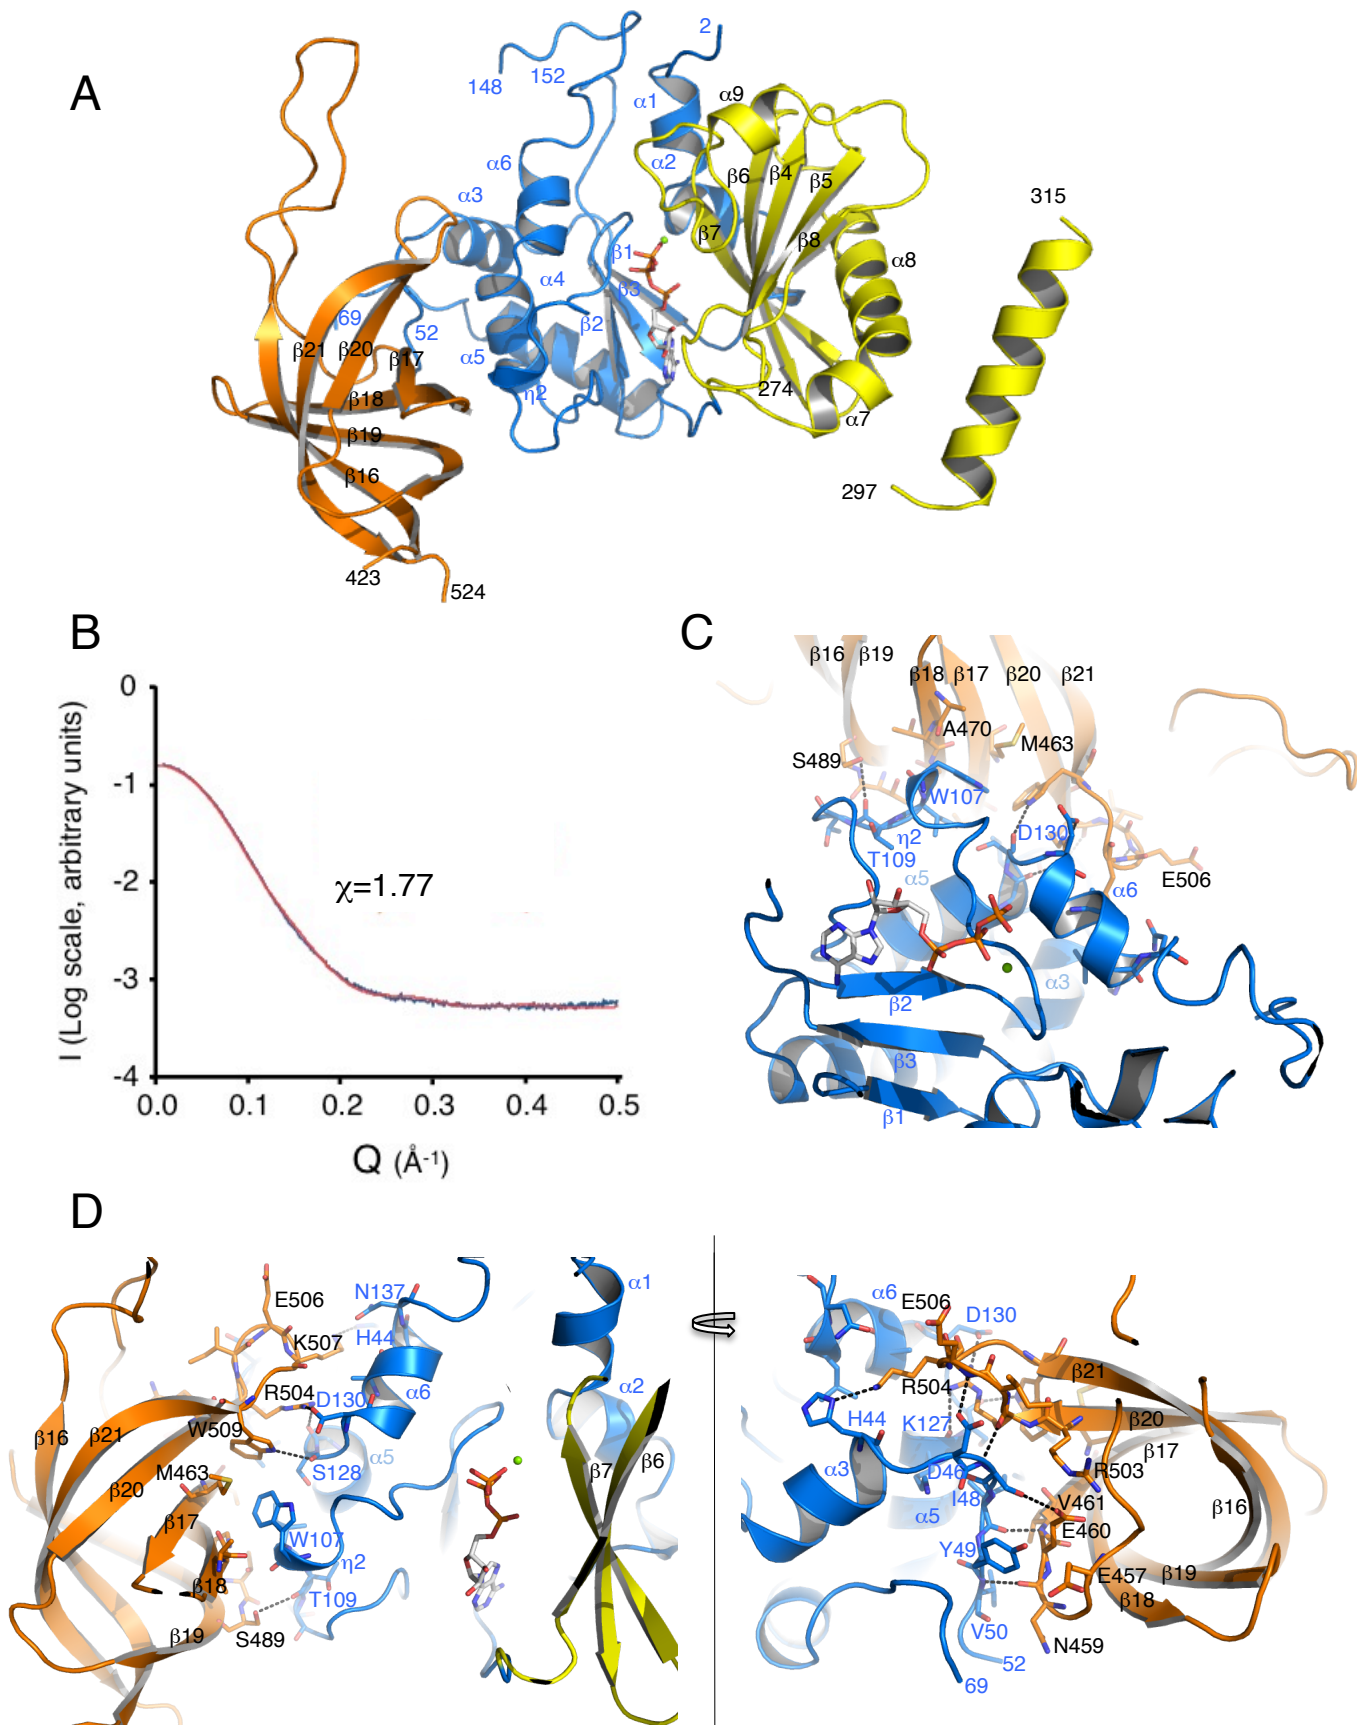 A
2
148
152
α1
α9
α6
α2
β6
β4
β5
α3
315
β7
β8
β1
α8
α4
β3
69
52
β2
β21
β20
β17
α5
274
η2
β18
α7
β19
β16
297
423
524
B
0
-1
-2
-3
-4
I (Log scale, arbitrary units)
χ=1.77
0.0 0.1 0.2 0.3 0.4 0.5
Q (Å-1)
C
β16 β19
β18 β17 β20 β21
A470
M463
S489
W107
D130
η2
T109
α5
E506
α6
α3
β2
β3
β1
D
N137
α1
E506
K507
H44
R504
D130
α6
α2
W509
β16
β21
α5
β6
M463
S128
β7
β20
β17
W107
η2
β18
T109
β19
S489
α6
E506
D130
β21
R504
H44
K127
β20
β17
α3
D46
R503
I48
V461
β16
α5
E460
Y49
E457
β19
β18
V50
N459
52
69